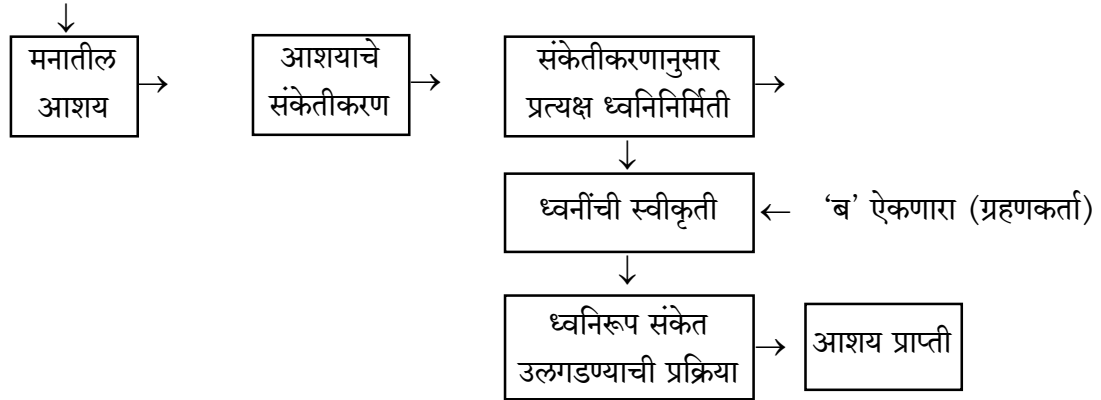 मनातील
आशय
आशयाचे
संकेतीकरण
संकेतीकरणानुसार
प्रत्यक्ष ध्वनिनिर्मिती
ध्वनींची स्वीकृती
‘ब’ ऐकणारा (ग्रहणकर्ता)
ध्वनिरूप संकेत
उलगडण्याची प्रक्रिया
आशय प्राप्ती